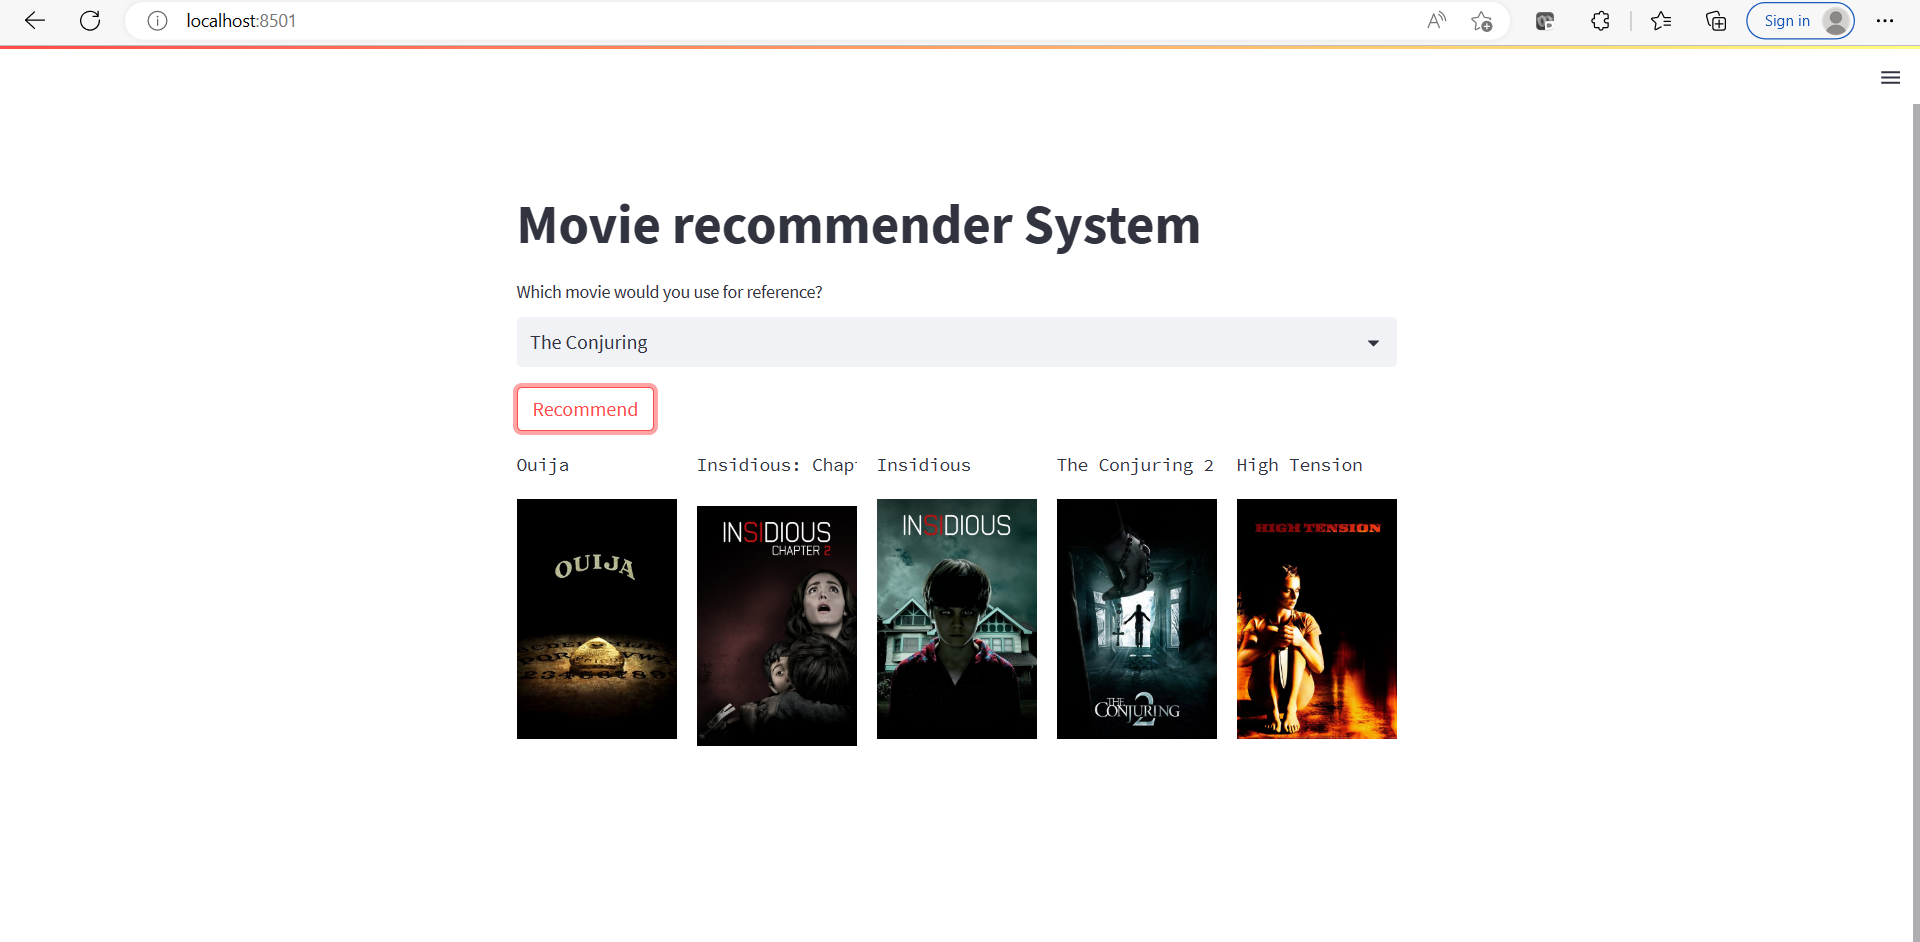 localhost:8501
Sign in
Movie recommender System
Which movie would you use for reference?
The Conjuring
Recommend
Ouija
Insidious: Chap
Insidious
The Conjuring 2
High Tension
OUIJA
INSIDIOUS
CHAPTER 2
INSIDIOUS
THE
CONJURING 2
HIGH TENSION